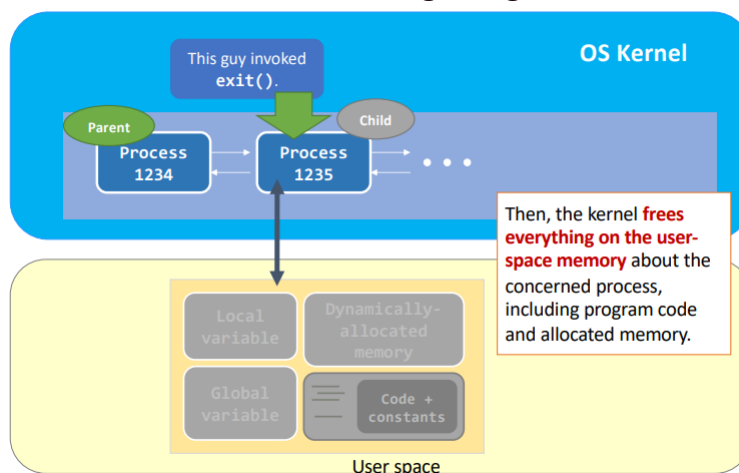 This guy invoked
exit().
OS Kernel
Parent
Child
Process
1234
Process
1235
• • •
Then, the kernel frees
everything on the user-
space memory about the
concerned process,
including program code
and allocated memory.
Local
variable
Dynamically-
allocated
memory
Global
variable
Code +
constants
User space